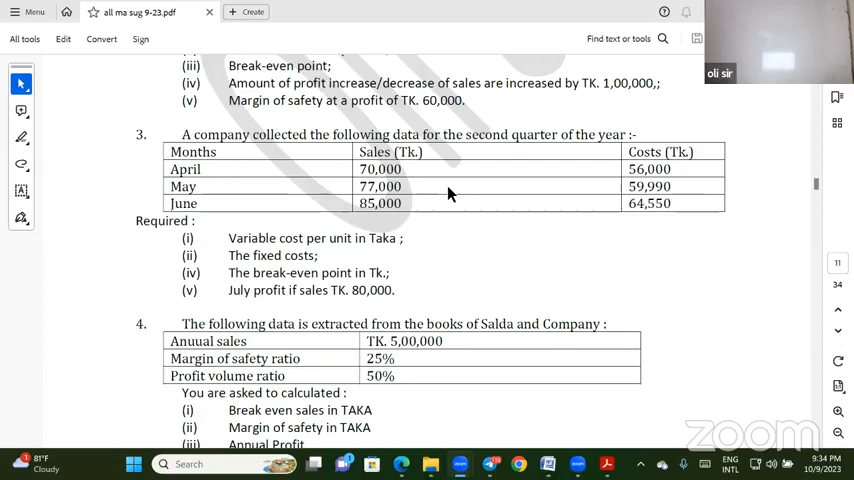 Menu
all ma sug 9-23.pdf
Create
All tools Edit Convert Sign
Find text or tools
oli sir
(iii) Break-even point;
(iv) Amount of profit increase/decrease of sales are increased by TK. 1,00,000,;
(v) Margin of safety at a profit of TK. 60,000.
3. A company collected the following data for the second quarter of the year :-
Months Sales (Tk.) Costs (Tk.)
April 70,000 56,000
May 77,000 59,990
June 85,000 64,550
Required :
(i) Variable cost per unit in Taka ;
(ii) The fixed costs;
(iv) The break-even point in Tk.;
(v) July profit if sales TK. 80,000.
4. The following data is extracted from the books of Salda and Company :
Anuual sales TK. 5,00,000
Margin of safety ratio 25%
Profit volume ratio 50%
You are asked to calculated :
(i) Break even sales in TAKA
(ii) Margin of safety in TAKA
(iii) Annual Profit
11
34
zoom
81°F
Cloudy
Search
ENG
INTL
9:34 PM
10/9/2023